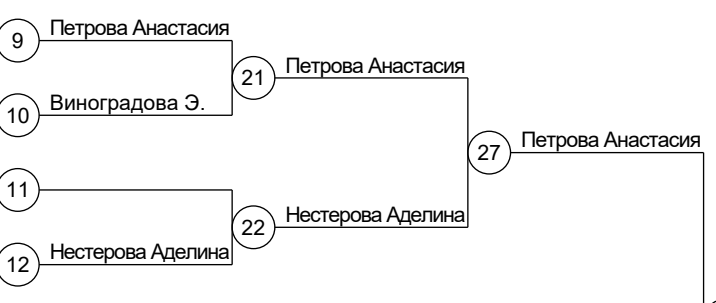 Петрова Анастасия
9
Петрова Анастасия
21
Виноградова Э.
10
Петрова Анастасия
27
11
Нестерова Аделина
22
Нестерова Аделина
12